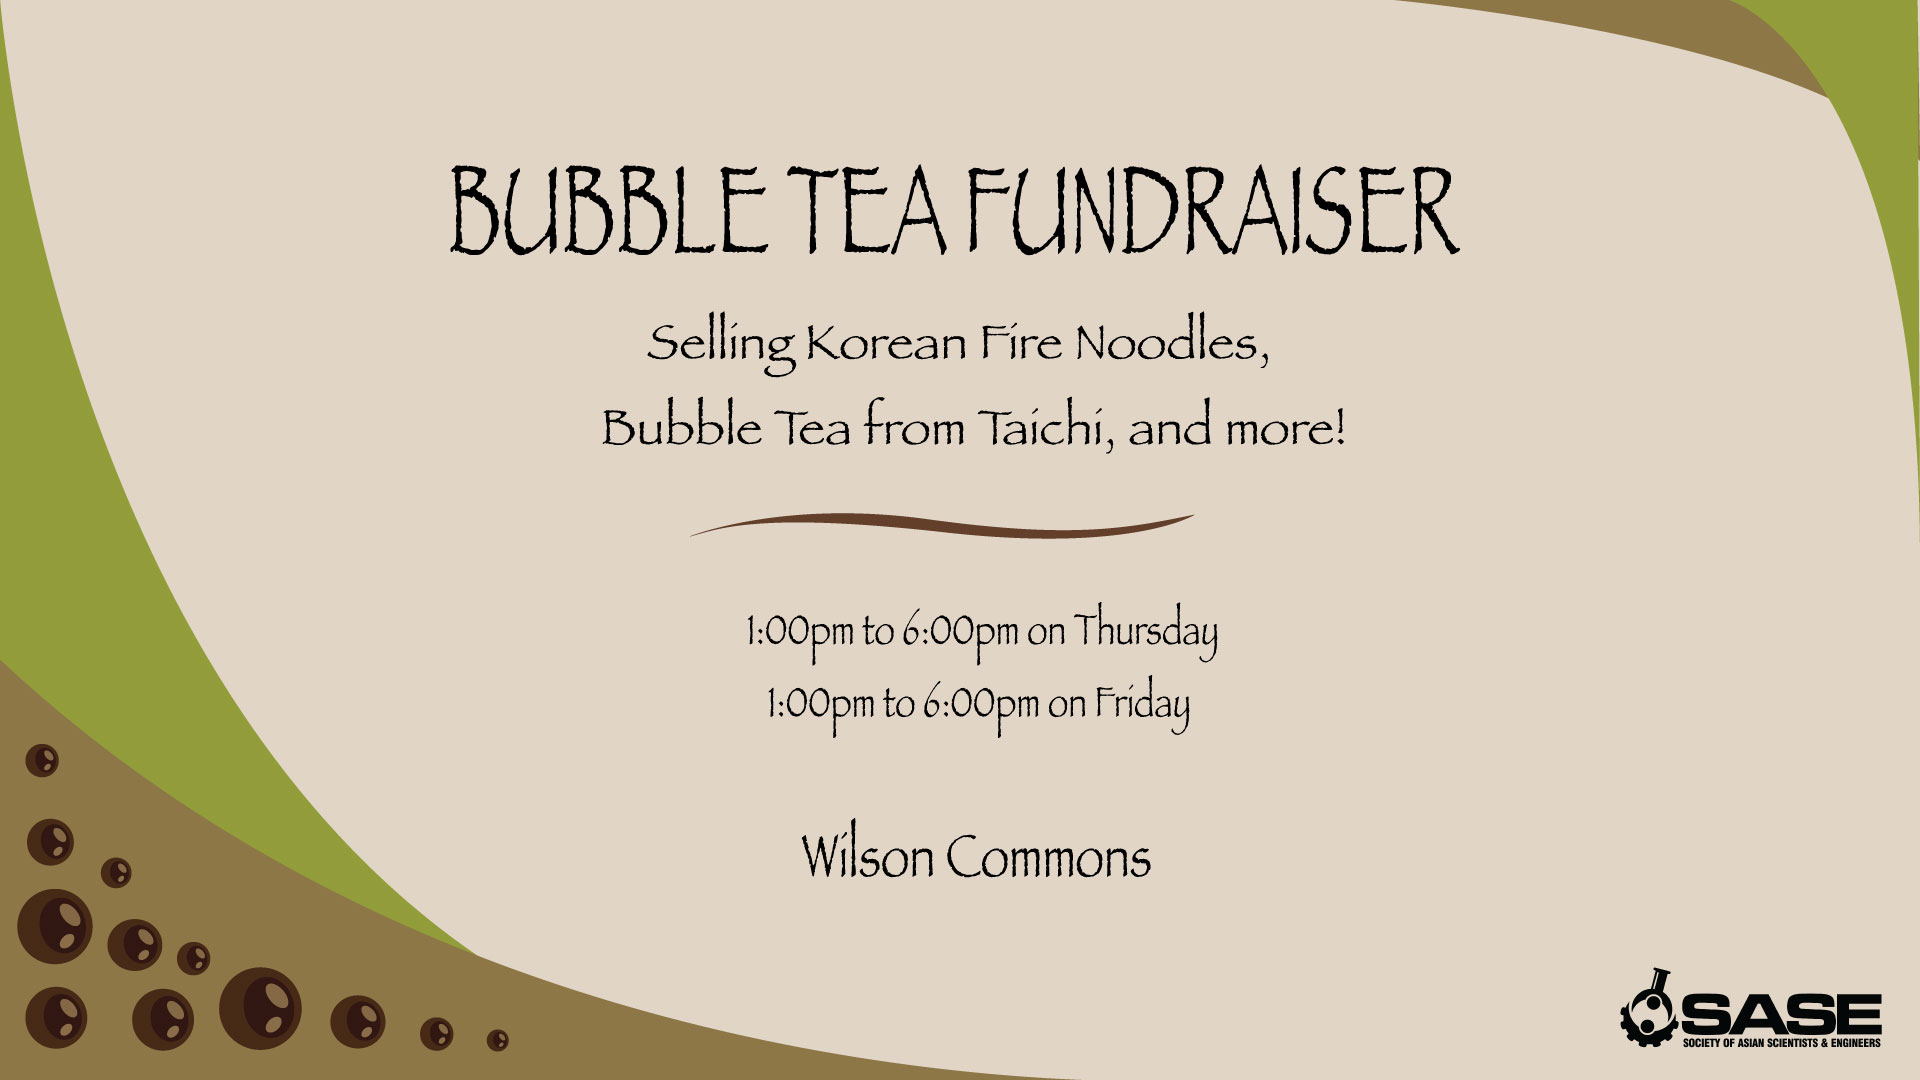 BUBBLE TEA FUNDRAISER
Selling Korean Fire Noodles,
Bubble Tea from Taichi, and more!
1:00pm to 6:00pm on Thursday
1:00pm to 6:00pm on Friday
Wilson Commons
SASE
SOCIETY OF ASIAN SCIENTISTS & ENGINEERS